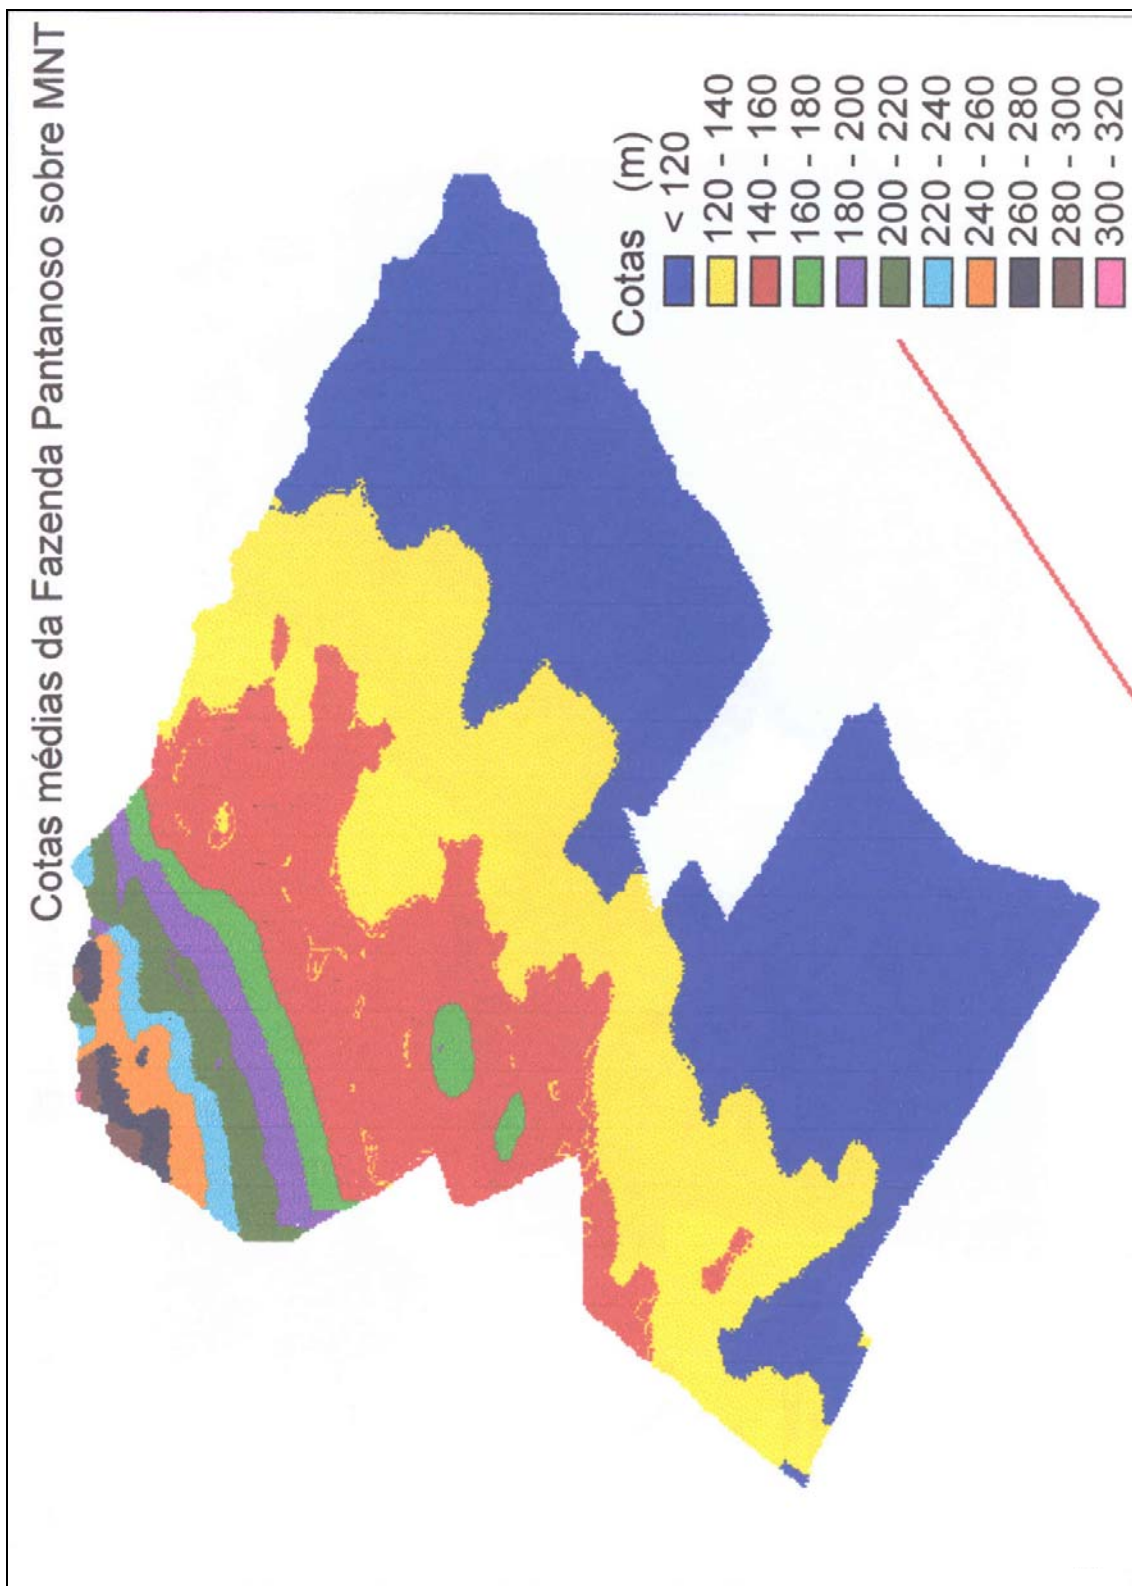 Cotas médias da Fazenda Pantanoso sobre MNT
Cotas (m)
< 120
120 - 140
140 - 160
160 - 180
180 - 200
200 - 220
220 - 240
240 - 260
260 - 280
280 - 300
300 - 320